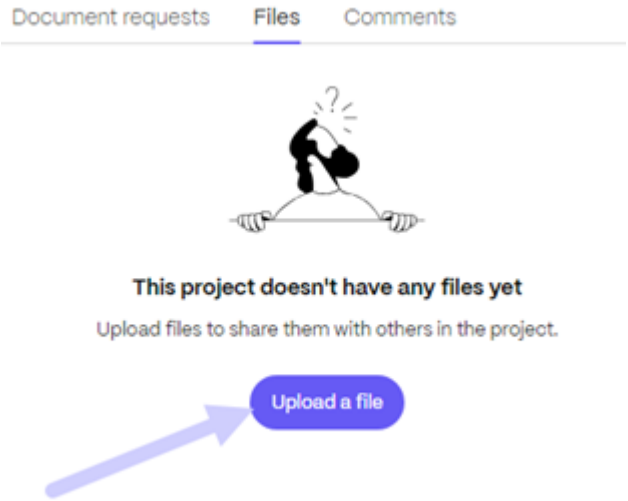 Document requests Files Comments
?
This project doesn't have any files yet
Upload files to share them with others in the project.
Upload a file